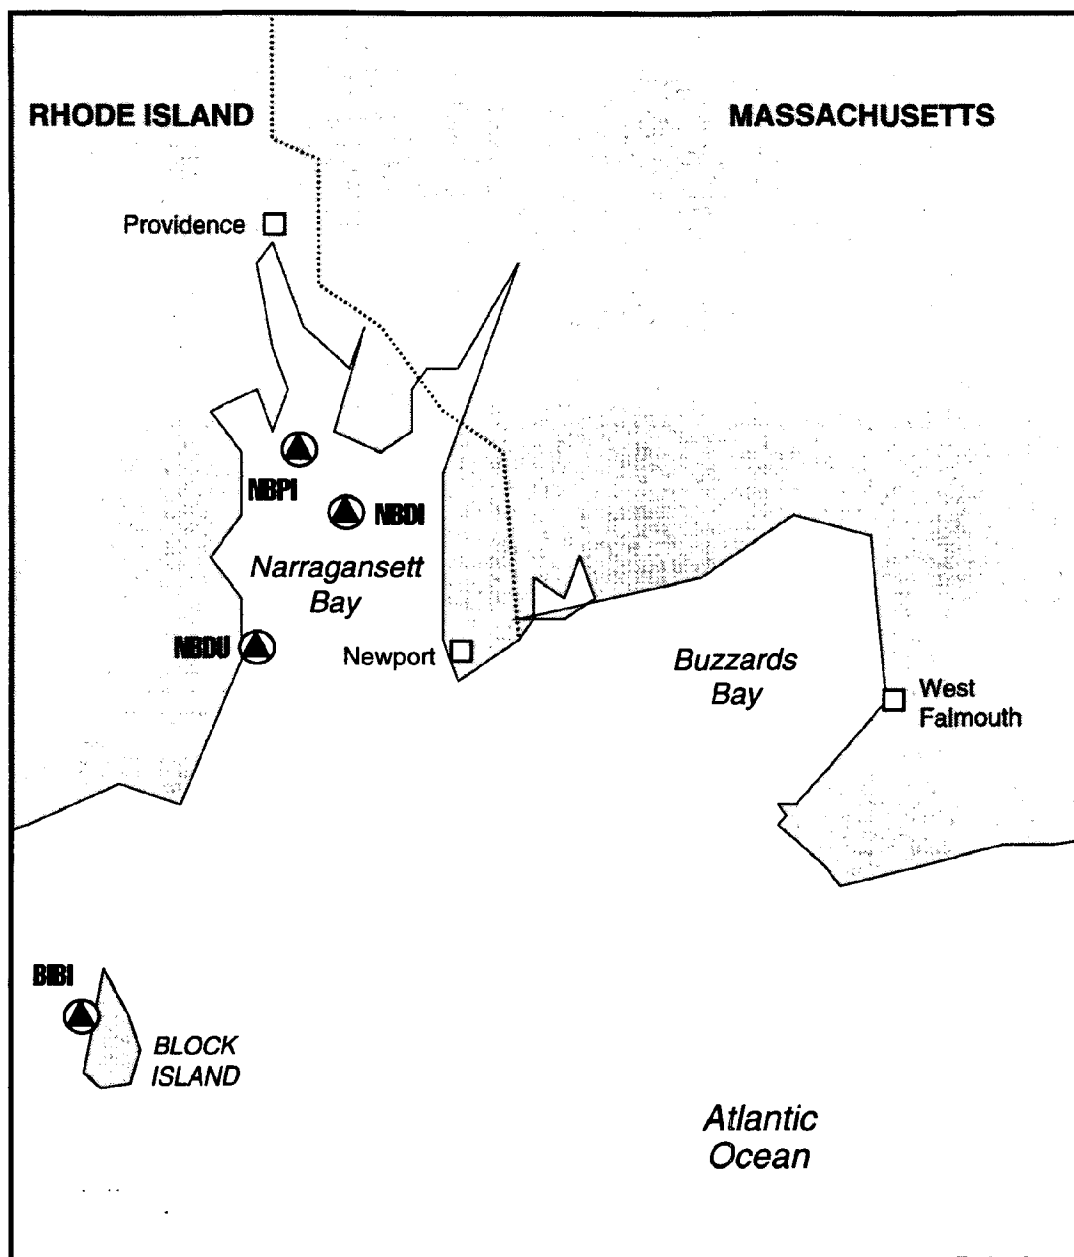 RHODE ISLAND
MASSACHUSETTS
Providence
NBPI
NBDI
Narragansett
Bay
NBDU
Newport
Buzzards
Bay
West
Falmouth
BIBI
BLOCK
ISLAND
Atlantic
Ocean